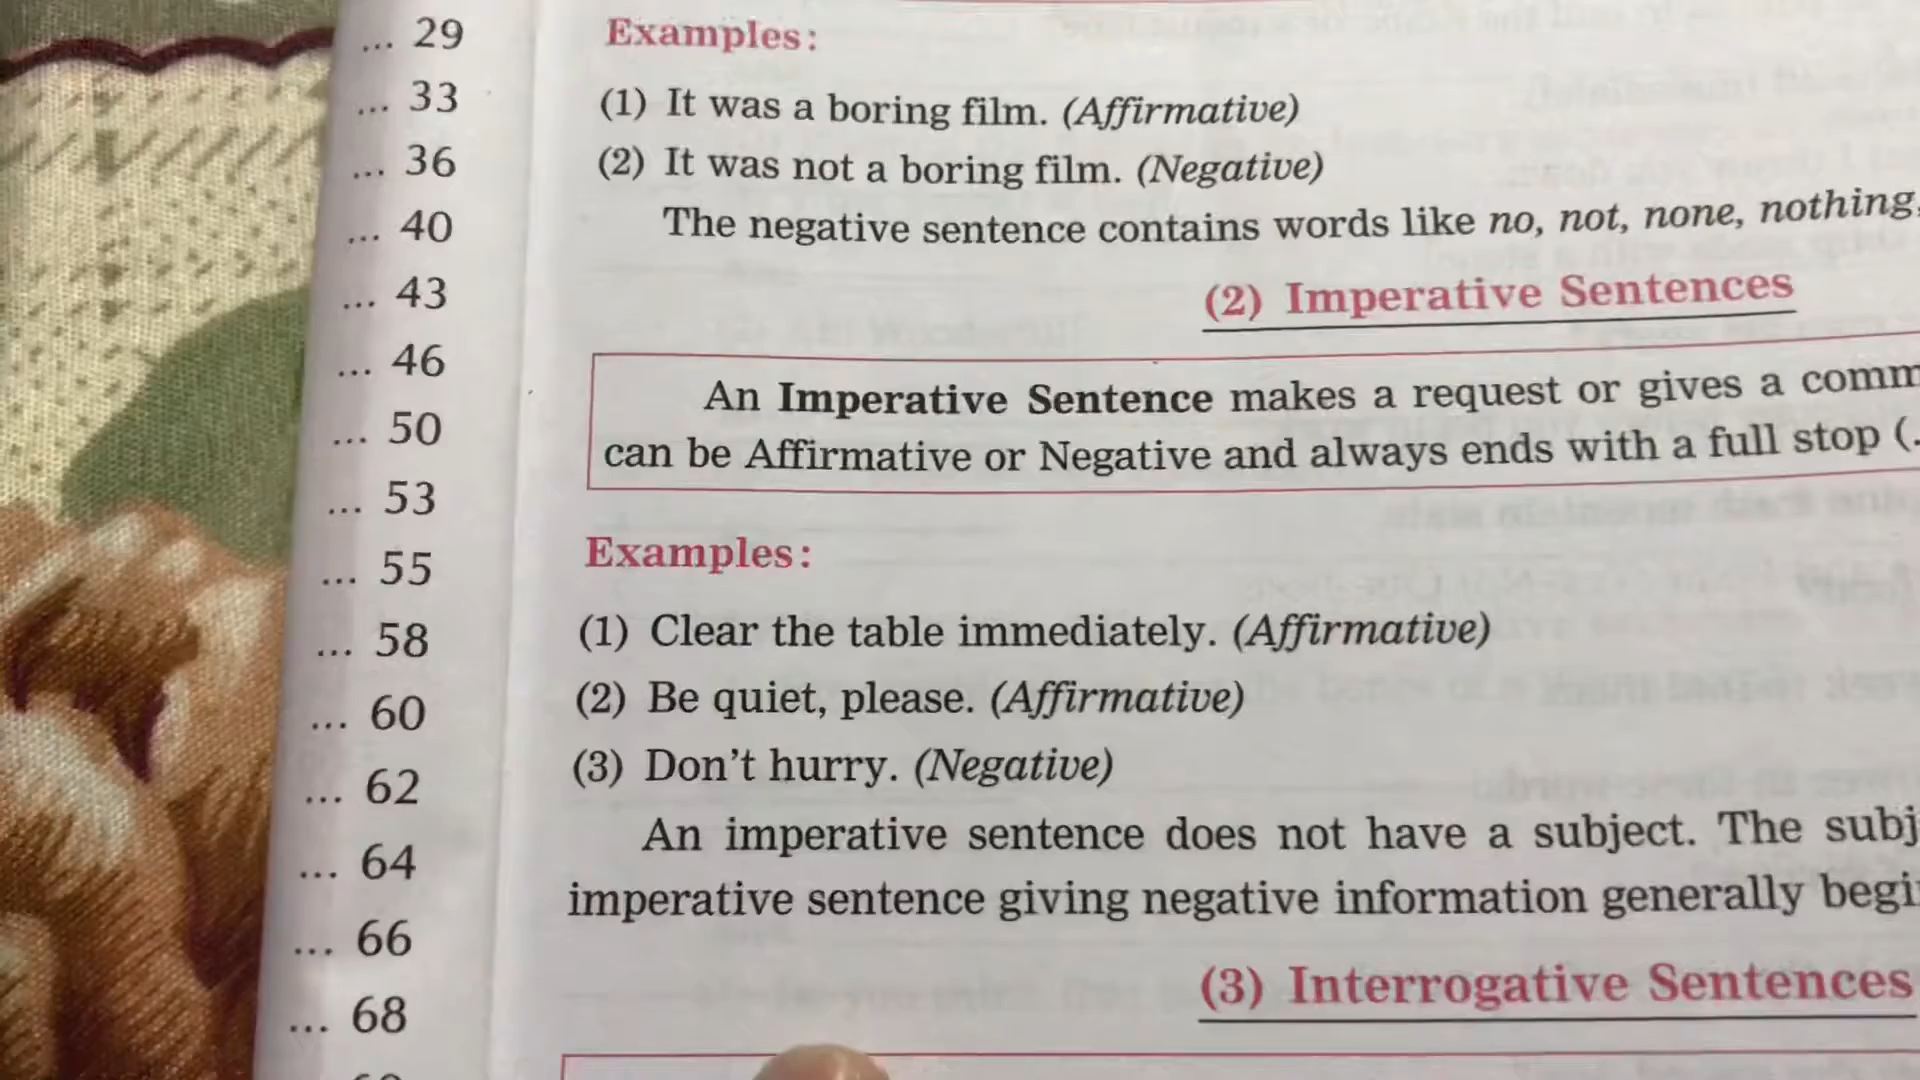 ... 29
... 33
... 36
... 40
... 43
... 46
... 50
... 53
... 55
... 58
... 60
... 62
... 64
... 66
... 68
Examples:
(1) It was a boring film. (Affirmative)
(2) It was not a boring film. (Negative)
The negative sentence contains words like no, not, none, nothing,
(2) Imperative Sentences
An Imperative Sentence makes a request or gives a comm
can be Affirmative or Negative and always ends with a full stop (.
Examples:
(1) Clear the table immediately. (Affirmative)
(2) Be quiet, please. (Affirmative)
(3) Don't hurry. (Negative)
An imperative sentence does not have a subject. The subj
imperative sentence giving negative information generally begi
(3) Interrogative Sentences